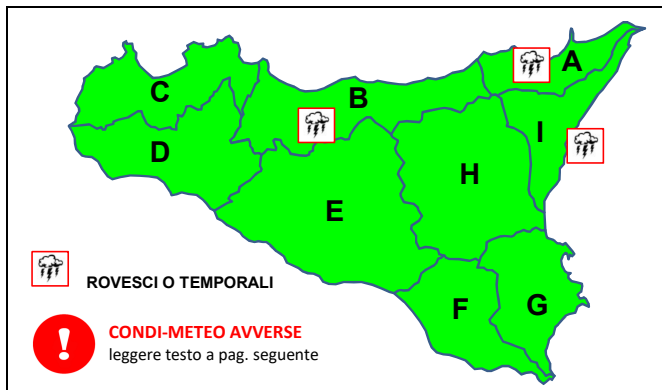 A
C
B
I
D
H
E
F
G
ROVESCI O TEMPORALI
CONDI-METEO AVVERSE
leggere testo a pag. seguente
!